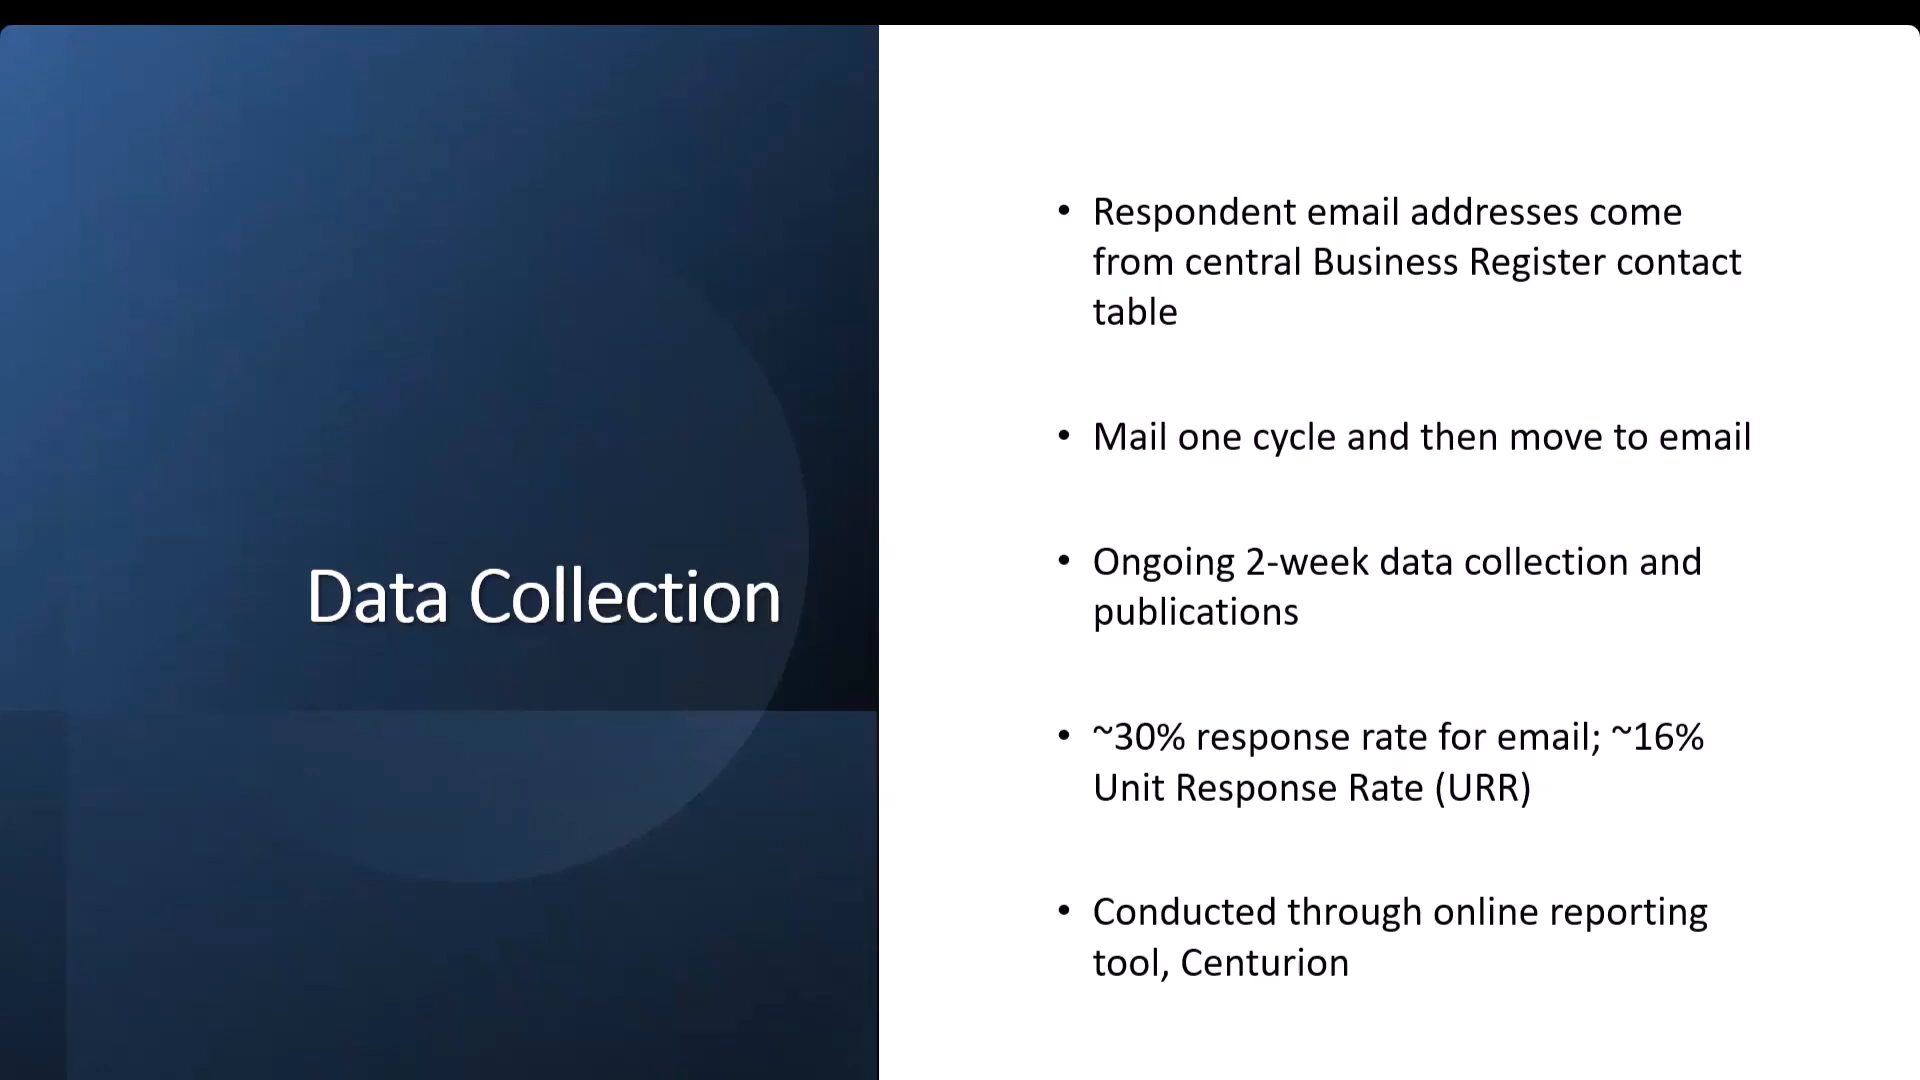 Data Collection
• Respondent email addresses come
from central Business Register contact
table
• Mail one cycle and then move to email
• Ongoing 2-week data collection and
publications
• ~30% response rate for email; ~16%
Unit Response Rate (URR)
• Conducted through online reporting
tool, Centurion